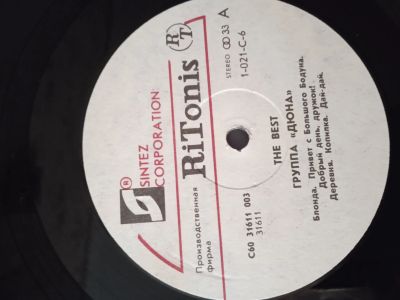 ® SINTEZ
CORPORATION
Производственная
фирма
RiTonis
RT
STEREO 33 A
1-021-C-6
С60 31611 003
31611
THE BEST
ГРУППА «ДЮНА»
Блонда. Привет с Большого Бодуна.
Добрый день, дружок!
Деревня. Копилка. Дай-дай.